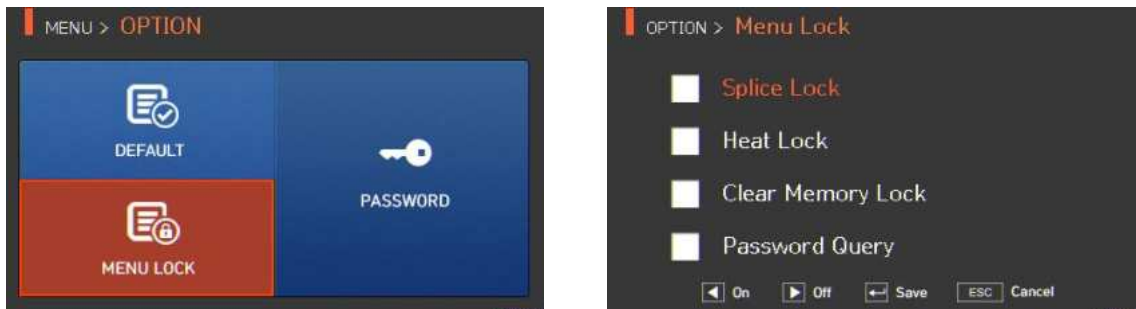 MENU > OPTION
DEFAULT
MENU LOCK
PASSWORD
OPTION > Menu Lock
Splice Lock
Heat Lock
Clear Memory Lock
Password Query
On Off Save ESC Cancel